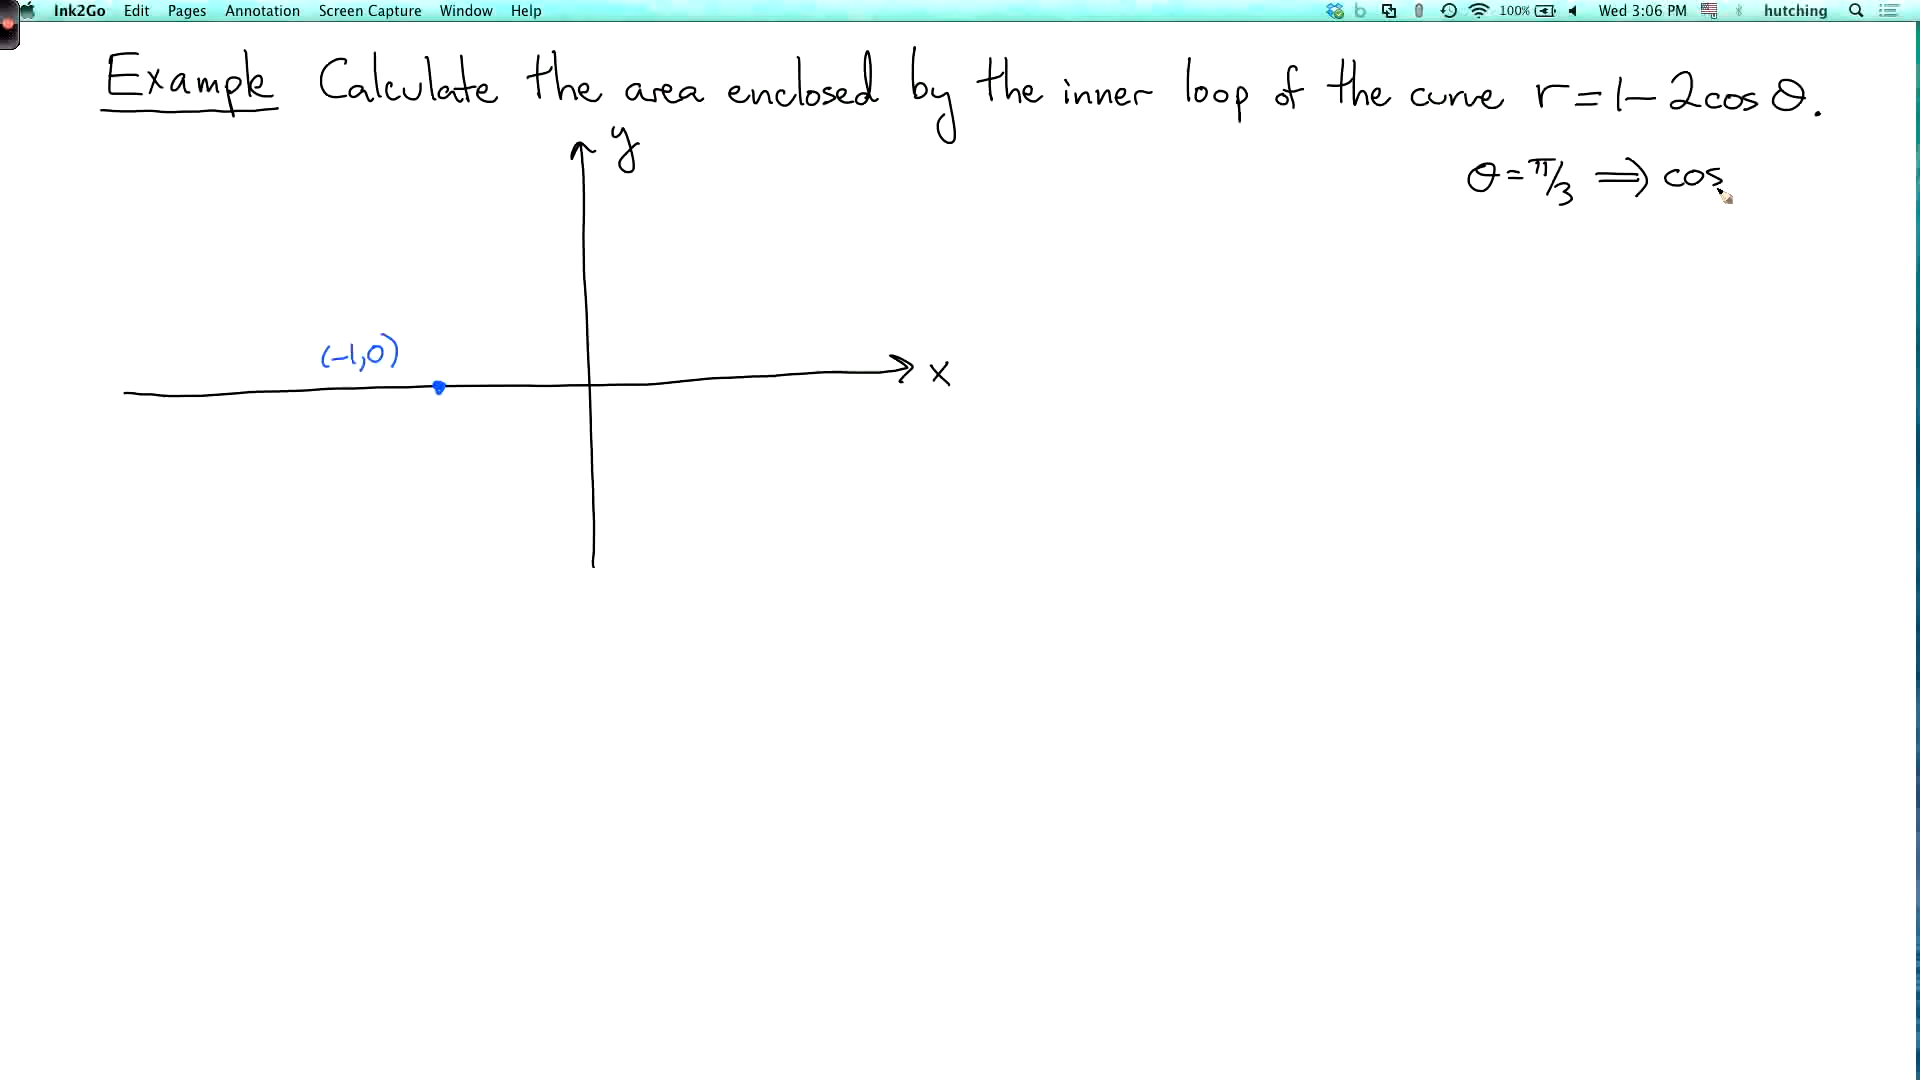 Ink2Go Edit Pages Annotation Screen Capture Window Help 100% Wed 3:06 PM hutching
Example Calculate the area enclosed by the inner loop of the curve r = 1 - 2cos θ.
y
θ = π/3 ⟹ cos
(-1,0)
x